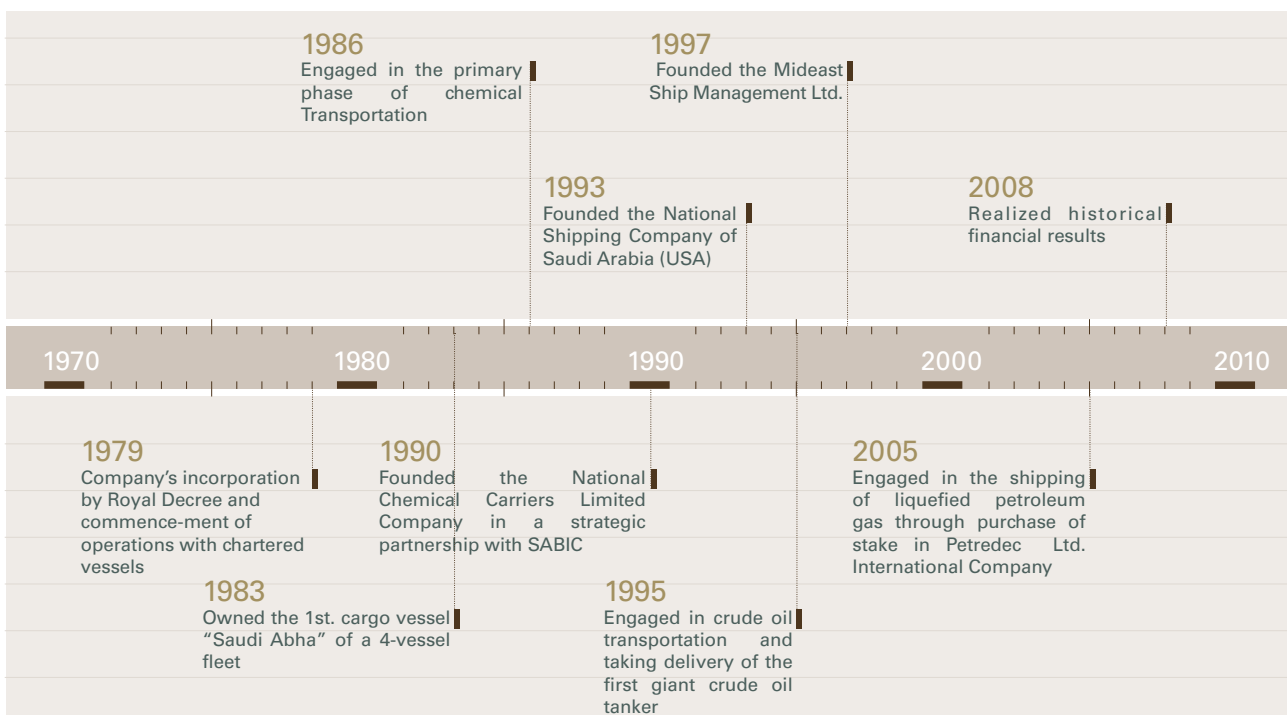 1986
Engaged in the primary
phase of chemical
Transportation
1997
Founded the Mideast
Ship Management Ltd.
1993
Founded the National
Shipping Company of
Saudi Arabia (USA)
2008
Realized historical
financial results
1970 1980 1990 2000 2010
1979
Company's incorporation
by Royal Decree and
commence-ment of
operations with chartered
vessels
1990
Founded the National
Chemical Carriers Limited
Company in a strategic
partnership with SABIC
2005
Engaged in the shipping
of liquefied petroleum
gas through purchase of
stake in Petredec Ltd.
International Company
1983
Owned the 1st. cargo vessel
“Saudi Abha” of a 4-vessel
fleet
1995
Engaged in crude oil
transportation and
taking delivery of the
first giant crude oil
tanker